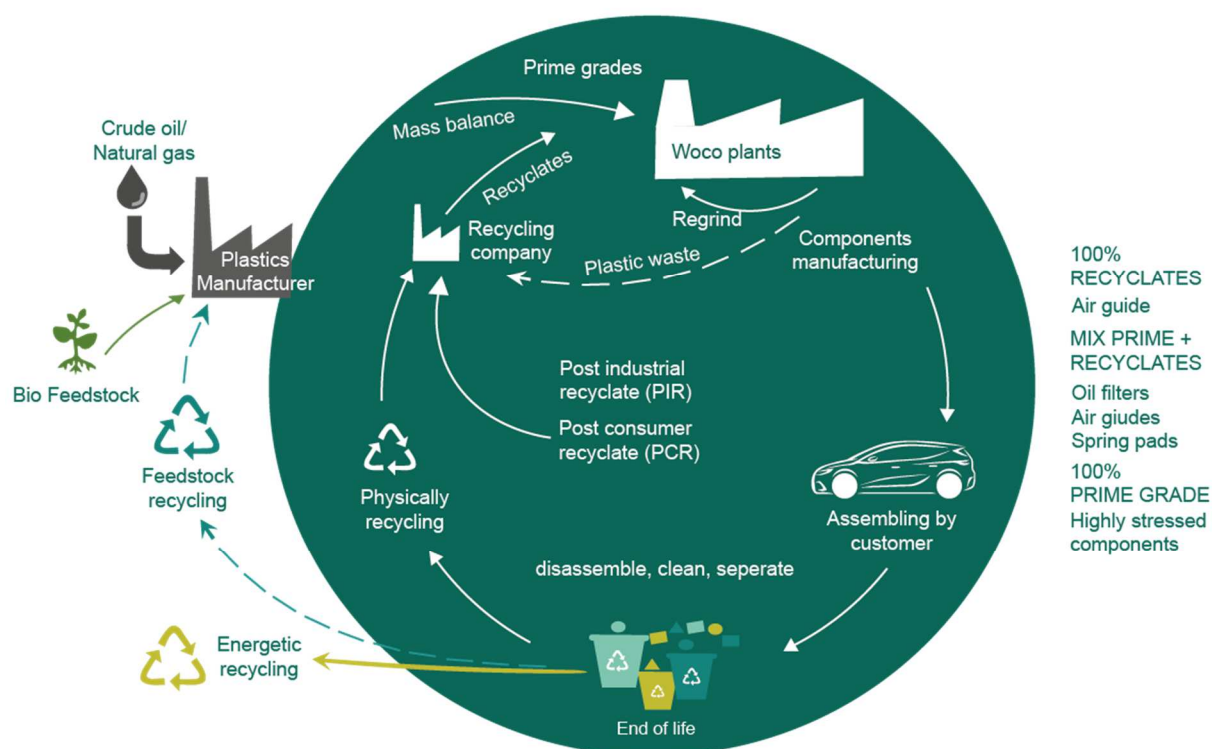 Prime grades
Mass balance
Recyclates
Woco plants
Crude oil/
Natural gas
Plastics
Manufacturer
Recycling
company
Regrind
Plastic waste
Components
manufacturing
Bio Feedstock
Post industrial
recyclate (PIR)
Post consumer
recyclate (PCR)
Feedstock
recycling
Physically
recycling
Assembling by
customer
disassemble, clean, seperate
Energetic
recycling
End of life
100%
RECYCLATES
Air guide
MIX PRIME +
RECYCLATES
Oil filters
Air giudes
Spring pads
100%
PRIME GRADE
Highly stressed
components